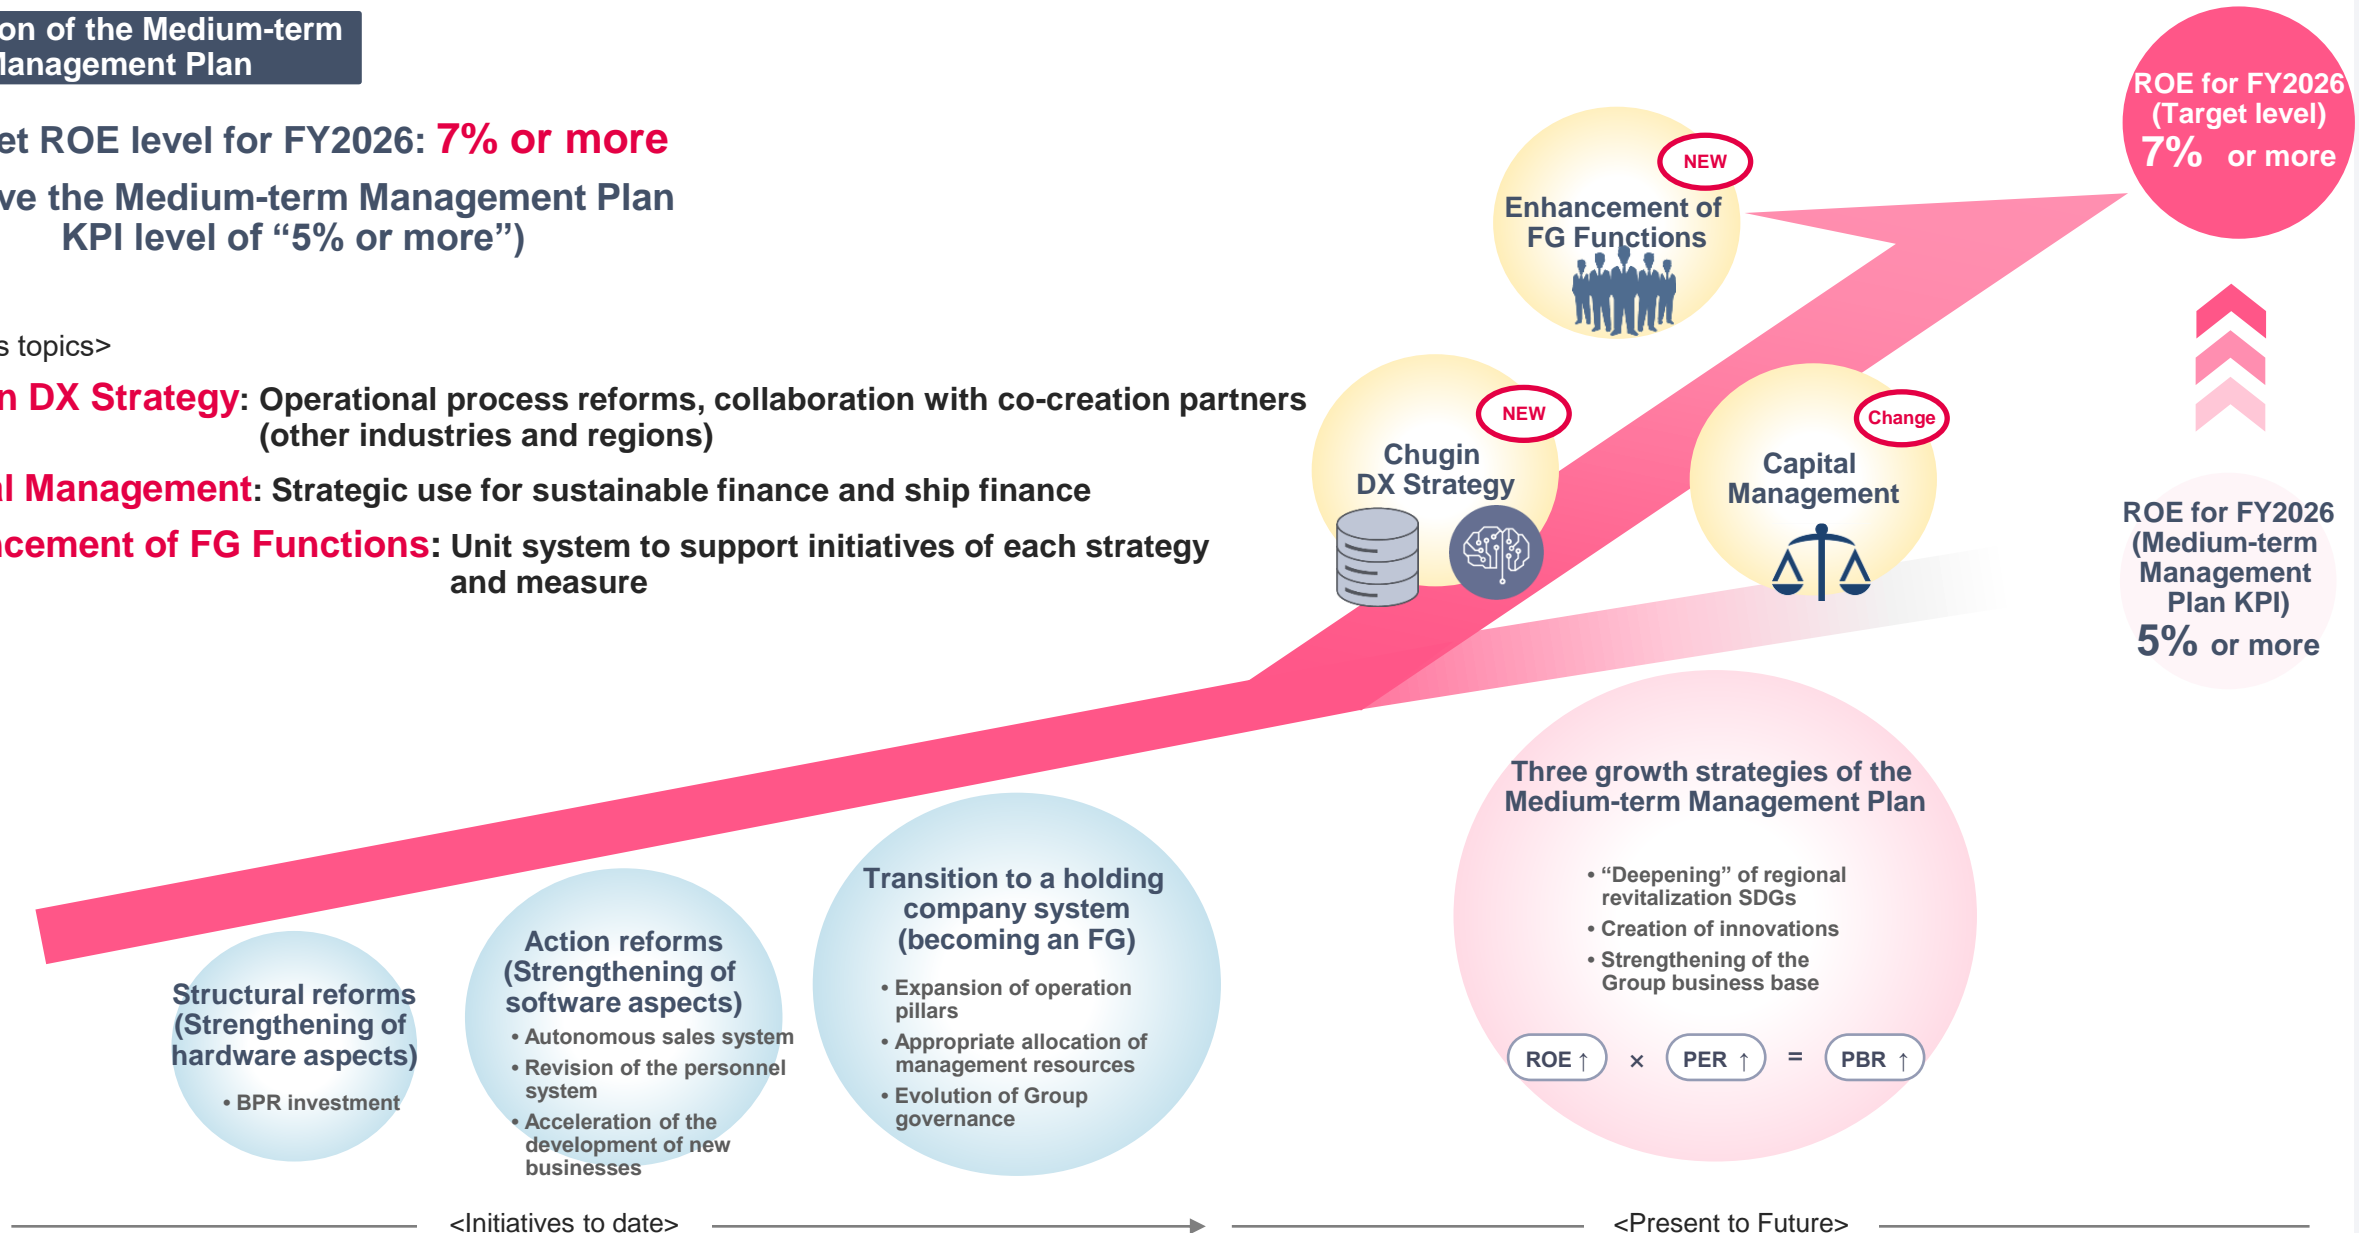 on of the Medium-term
Management Plan
et ROE level for FY2026: 7% or more
ve the Medium-term Management Plan
KPI level of “5% or more”)
s topics>
n DX Strategy: Operational process reforms, collaboration with co-creation partners
(other industries and regions)
al Management: Strategic use for sustainable finance and ship finance
ncement of FG Functions: Unit system to support initiatives of each strategy
and measure
NEW
Enhancement of
FG Functions
NEW
Chugin
DX Strategy
Change
Capital
Management
ROE for FY2026
(Target level)
7% or more
ROE for FY2026
(Medium-term
Management
Plan KPI)
5% or more
Structural reforms
(Strengthening of
hardware aspects)
• BPR investment
Action reforms
(Strengthening of
software aspects)
• Autonomous sales system
• Revision of the personnel
system
• Acceleration of the
development of new
businesses
Transition to a holding
company system
(becoming an FG)
• Expansion of operation
pillars
• Appropriate allocation of
management resources
• Evolution of Group
governance
Three growth strategies of the
Medium-term Management Plan
• “Deepening” of regional
revitalization SDGs
• Creation of innovations
• Strengthening of the
Group business base
ROE ↑ × PER ↑ = PBR ↑
<Initiatives to date>
<Present to Future>